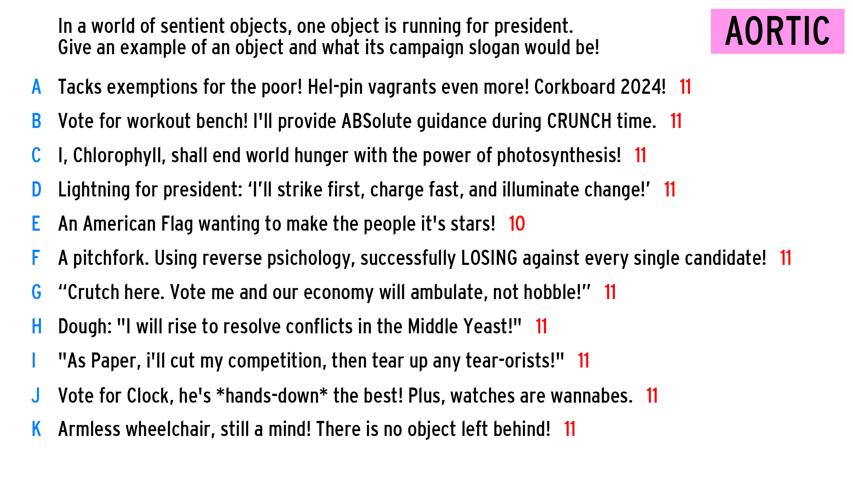 In a world of sentient objects, one object is running for president.
Give an example of an object and what its campaign slogan would be!
AORTIC
A Tacks exemptions for the poor! Hel-pin vagrants even more! Corkboard 2024! 11
B Vote for workout bench! I'll provide ABSolute guidance during CRUNCH time. 11
C I, Chlorophyll, shall end world hunger with the power of photosynthesis! 11
D Lightning for president: ‘I’ll strike first, charge fast, and illuminate change!’ 11
E An American Flag wanting to make the people it's stars! 10
F A pitchfork. Using reverse psichology, successfully LOSING against every single candidate! 11
G “Crutch here. Vote me and our economy will ambulate, not hobble!” 11
H Dough: "I will rise to resolve conflicts in the Middle Yeast!" 11
I "As Paper, i'll cut my competition, then tear up any tear-orists!" 11
J Vote for Clock, he's *hands-down* the best! Plus, watches are wannabes. 11
K Armless wheelchair, still a mind! There is no object left behind! 11